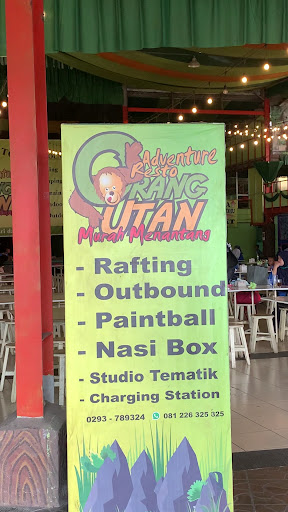 Adventure
Resto
ORANG
UTAN
Murah Menantang
- Rafting
- Outbound
- Paintball
- Nasi Box
- Studio Tematik
- Charging Station
0293 - 789324 081 226 325 325